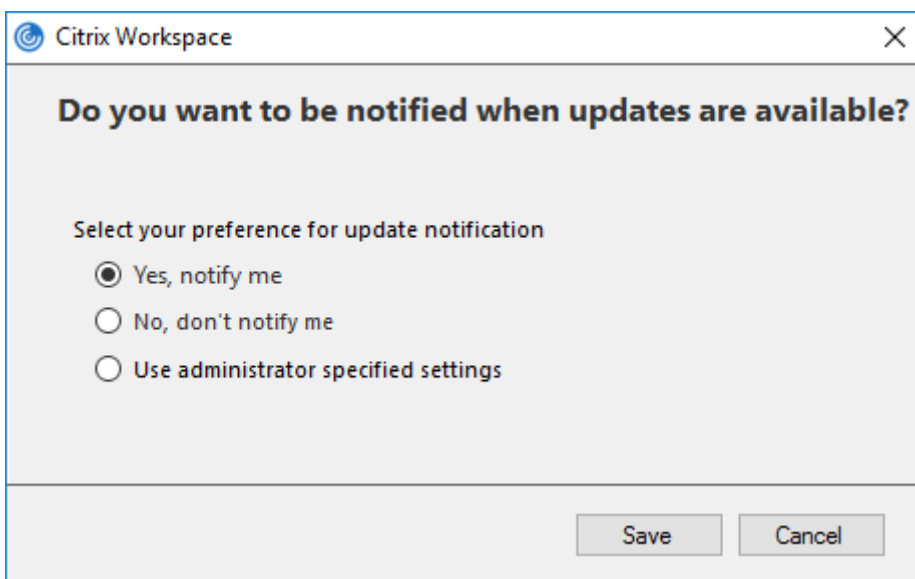 Citrix Workspace
Do you want to be notified when updates are available?
Select your preference for update notification
Yes, notify me
No, don't notify me
Use administrator specified settings
Save
Cancel